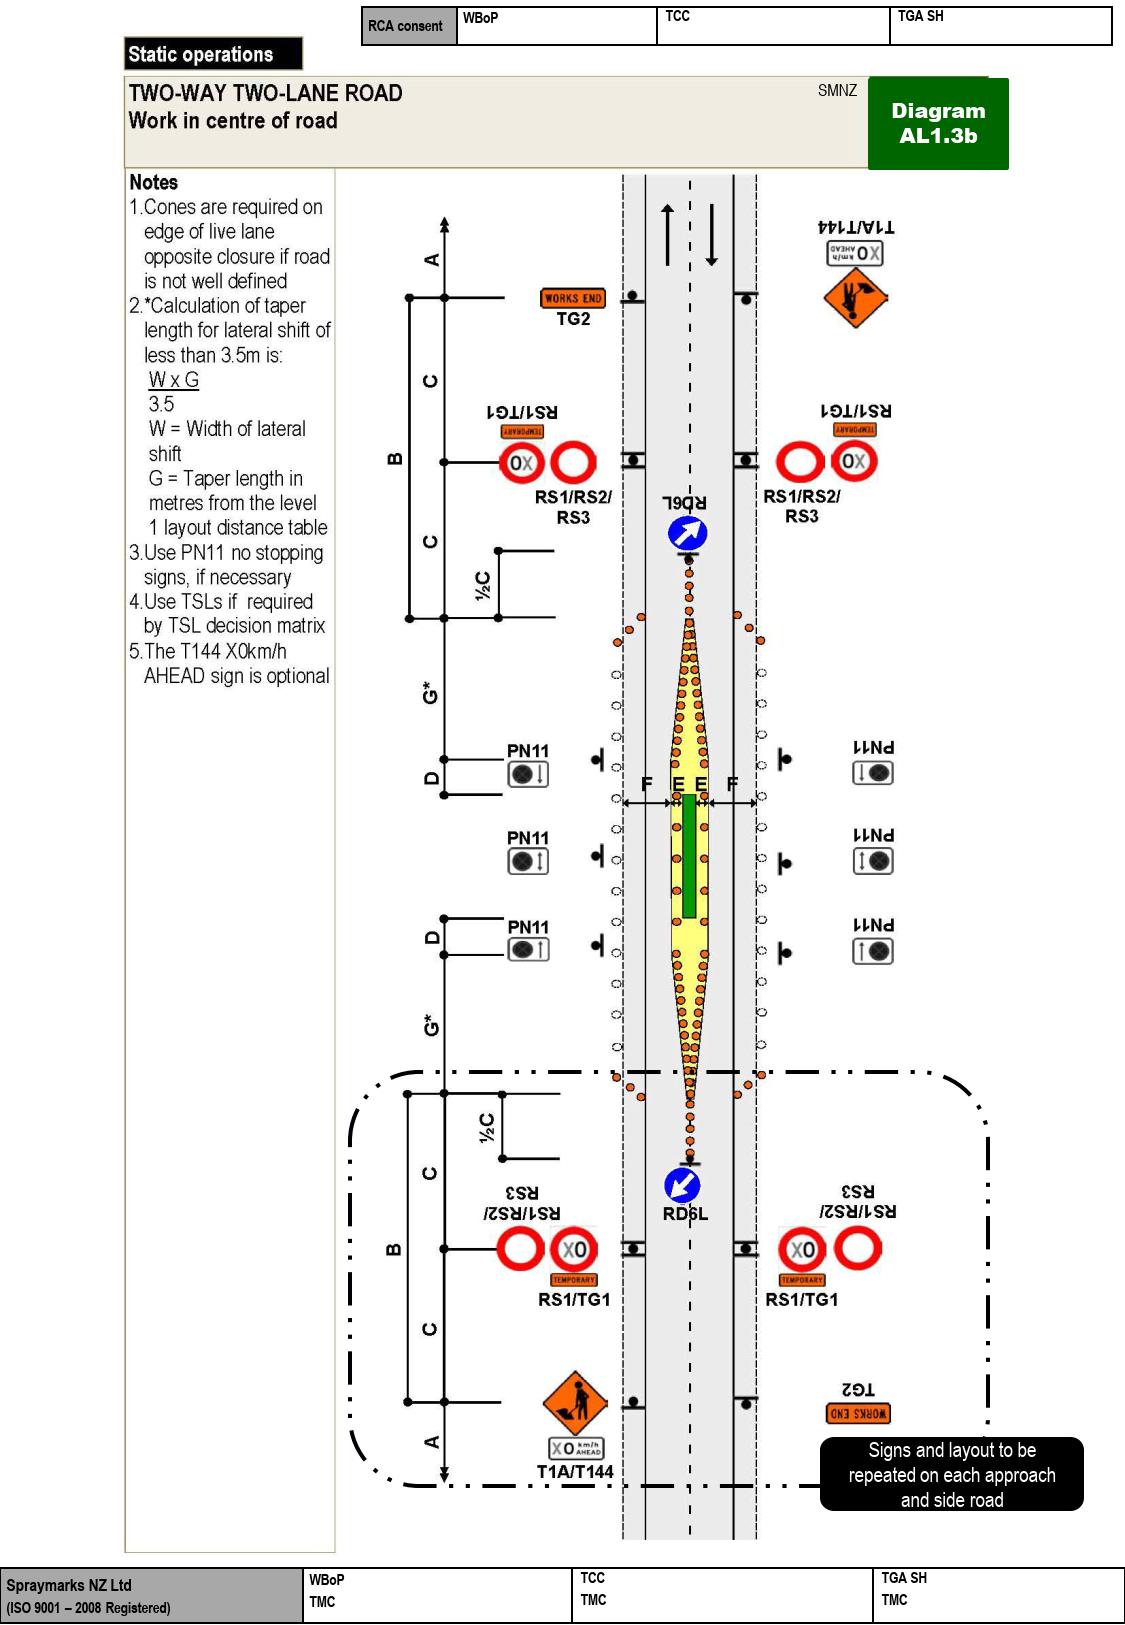 RCA consent
WBoP
TCC
TGA SH
Static operations
TWO-WAY TWO-LANE ROAD
Work in centre of road
SMNZ
Diagram
AL1.3b
Notes
1.Cones are required on
edge of live lane
opposite closure if road
is not well defined
2.*Calculation of taper
length for lateral shift of
less than 3.5m is:
W x G
3.5
W = Width of lateral
shift
G = Taper length in
metres from the level
1 layout distance table
3.Use PN11 no stopping
signs, if necessary
4.Use TSLs if required
by TSL decision matrix
5.The T144 X0km/h
AHEAD sign is optional
A
T1A/T144
X0 km/h
AHEAD
WORKS END
TG2
C
B
RS1/TG1
TEMPORARY
X0
RS1/RS2/
RS3
RS1/TG1
TEMPORARY
X0
RS1/RS2/
RS3
RD6L
C
½C
G*
PN11
PN11
D
F E E F
PN11
PN11
PN11
PN11
D
G*
½C
C
RS1/RS2/
RS3
RS1/RS2/
RS3
RD6L
B
X0
TEMPORARY
RS1/TG1
X0
TEMPORARY
RS1/TG1
C
TG2
WORKS END
A
X0 km/h
AHEAD
T1A/T144
Signs and layout to be
repeated on each approach
and side road
Spraymarks NZ Ltd
(ISO 9001 – 2008 Registered)
WBoP
TMC
TCC
TMC
TGA SH
TMC